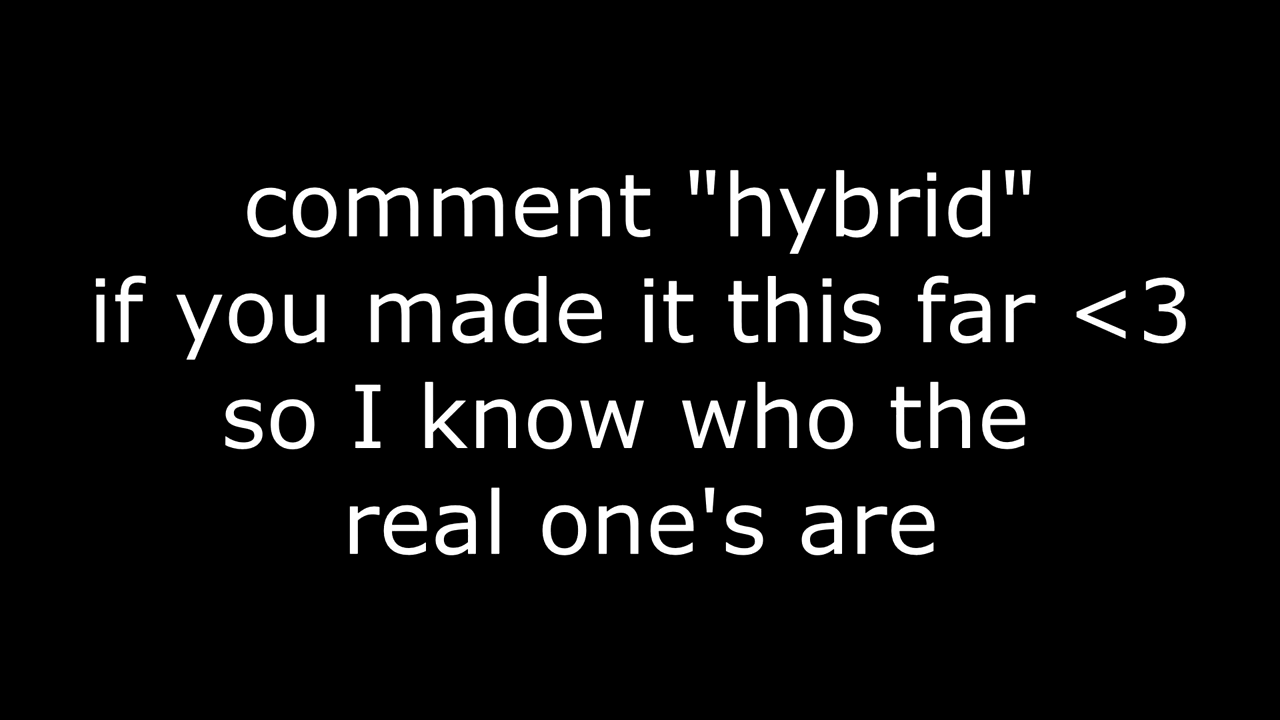 comment "hybrid"
if you made it this far <3
so I know who the
real one's are